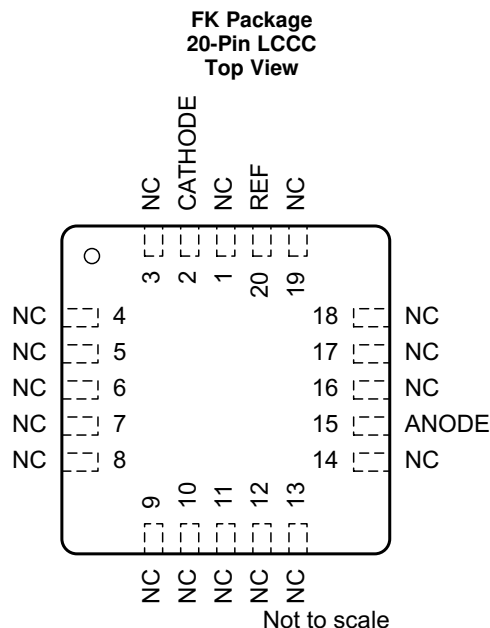 FK Package
20-Pin LCCC
Top View
NC
CATHODE
NC
REF
NC
3
2
1
20
19
NC 4
18 NC
NC 5
17 NC
NC 6
16 NC
NC 7
15 ANODE
NC 8
14 NC
9
10
11
12
13
NC
NC
NC
NC
NC
Not to scale